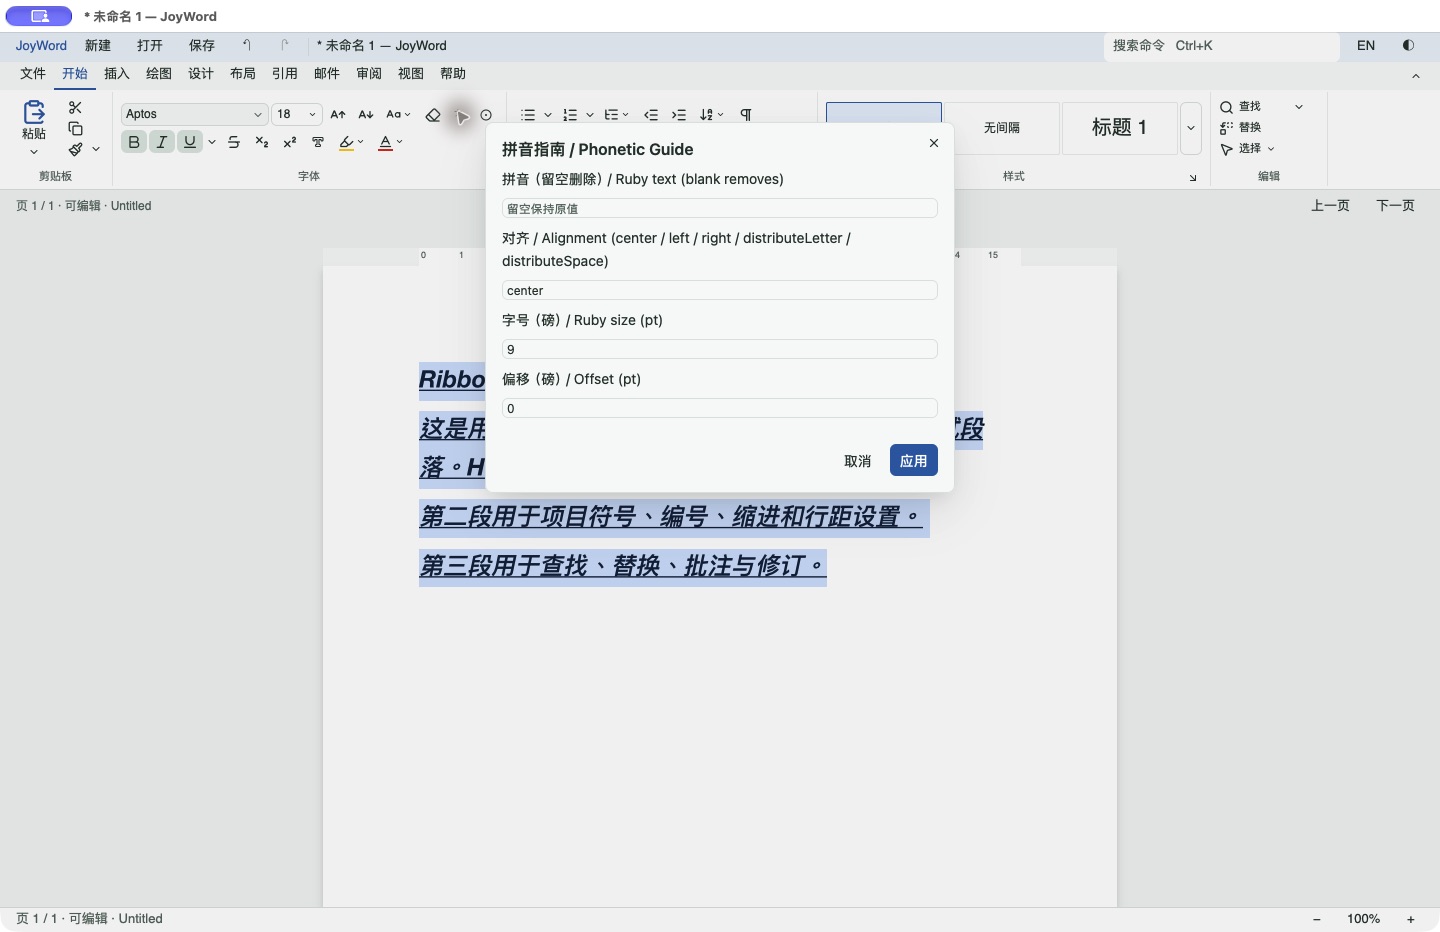 * 未命名 1 — JoyWord
JoyWord 新建 打开 保存 * 未命名 1 — JoyWord 搜索命令 Ctrl+K EN
文件 开始 插入 绘图 设计 布局 引用 邮件 审阅 视图 帮助
粘贴
剪贴板
Aptos 18
字体
无间隔 标题 1
样式
查找
替换
选择
编辑
页 1 / 1 · 可编辑 · Untitled 上一页 下一页
0 1 4 15
拼音指南 / Phonetic Guide
拼音（留空删除）/ Ruby text (blank removes)
留空保持原值
对齐 / Alignment (center / left / right / distributeLetter /
distributeSpace)
center
字号（磅）/ Ruby size (pt)
9
偏移（磅）/ Offset (pt)
0
取消 应用
Ribbo
这是用 段
落。H
第二段用于项目符号、编号、缩进和行距设置。
第三段用于查找、替换、批注与修订。
页 1 / 1 · 可编辑 · Untitled − 100% +